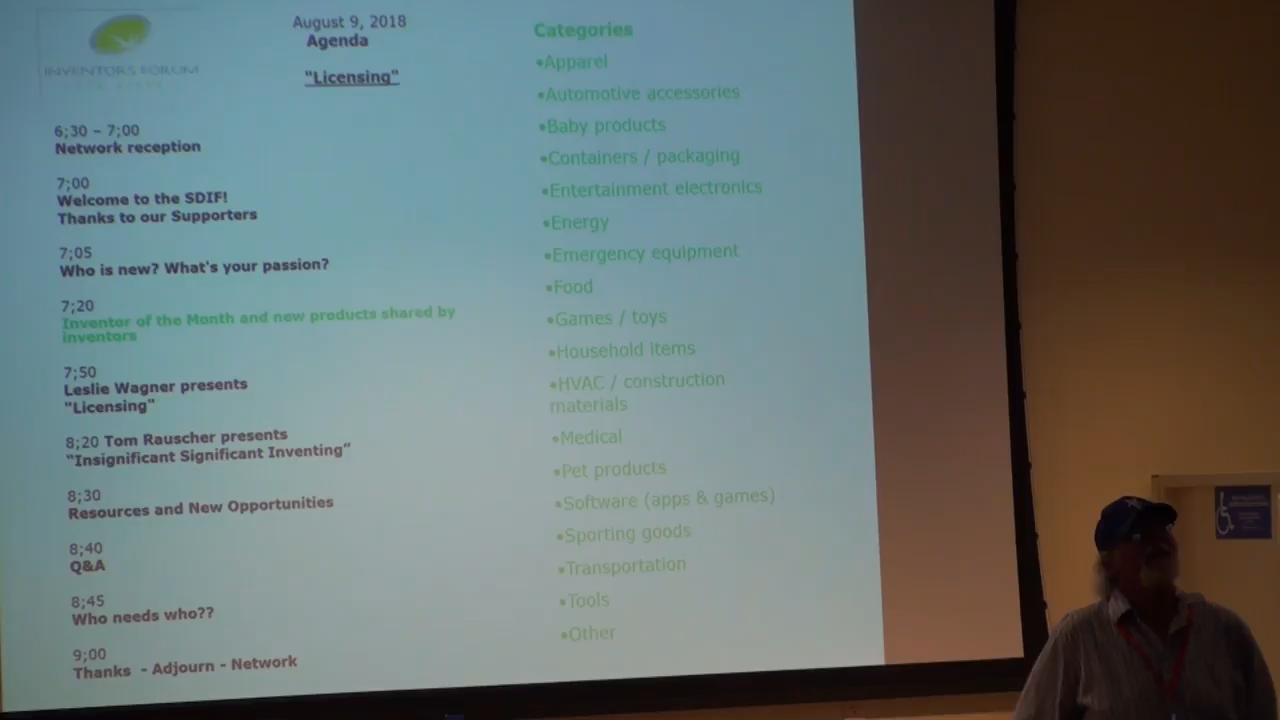 INVENTORS FORUM
August 9, 2018
Agenda
"Licensing"
6;30 – 7;00
Network reception
7;00
Welcome to the SDIF!
Thanks to our Supporters
7;05
Who is new? What's your passion?
7;20
Inventor of the Month and new products shared by
inventors
7;50
Leslie Wagner presents
"Licensing"
8;20 Tom Rauscher presents
"Insignificant Significant Inventing"
8;30
Resources and New Opportunities
8;40
Q&A
8;45
Who needs who??
9;00
Thanks - Adjourn - Network
Categories
•Apparel
•Automotive accessories
•Baby products
•Containers / packaging
•Entertainment electronics
•Energy
•Emergency equipment
•Food
•Games / toys
•Household items
•HVAC / construction
materials
•Medical
•Pet products
•Software (apps & games)
•Sporting goods
•Transportation
•Tools
•Other